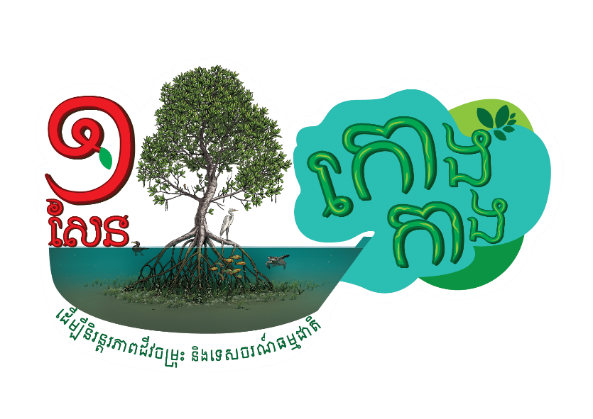 ១
សែន
កោង
កាង
ដើម្បីនិរន្តរភាពជីវចម្រុះ និងទេសចរណ៍ធម្មជាតិ